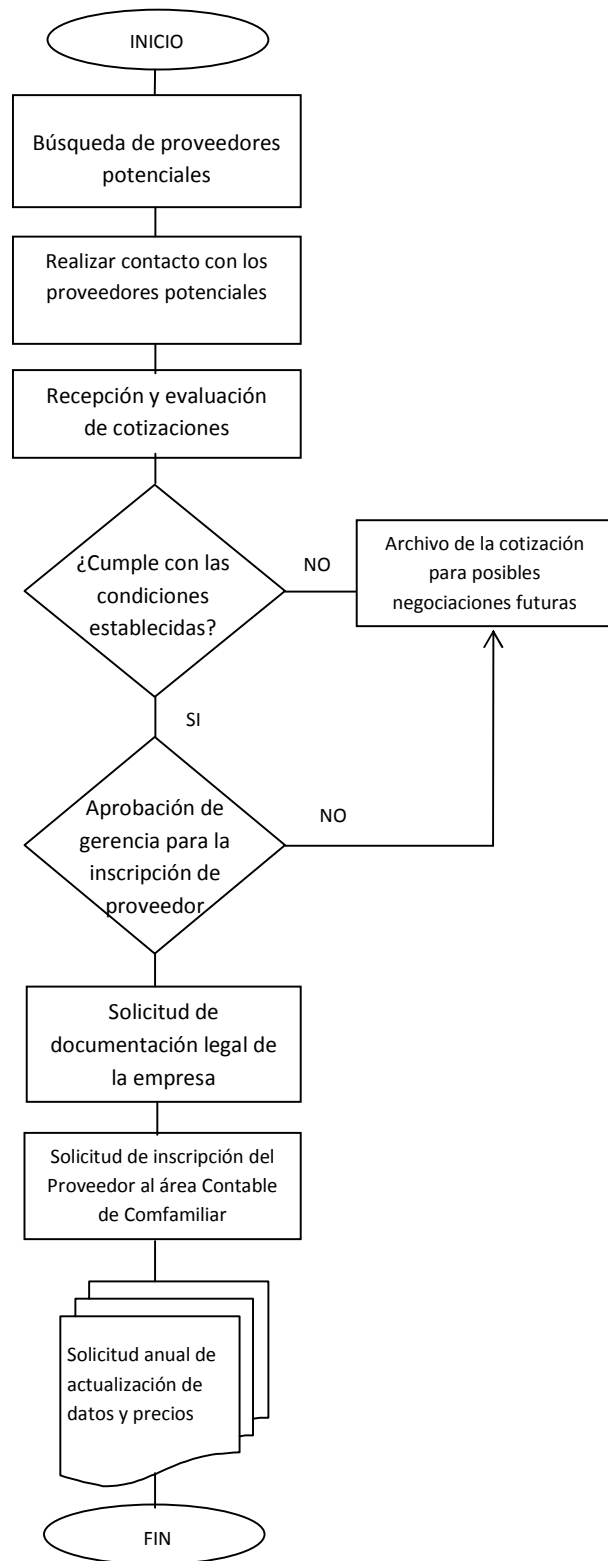 INICIO
Búsqueda de proveedores
potenciales
Realizar contacto con los
proveedores potenciales
Recepción y evaluación
de cotizaciones
¿Cumple con las
condiciones
establecidas?
NO
Archivo de la cotización
para posibles
negociaciones futuras
SI
Aprobación de
gerencia para la
inscripción de
proveedor
NO
Solicitud de
documentación legal de
la empresa
Solicitud de inscripción del
Proveedor al área Contable
de Comfamiliar
Solicitud anual de
actualización de
datos y precios
FIN